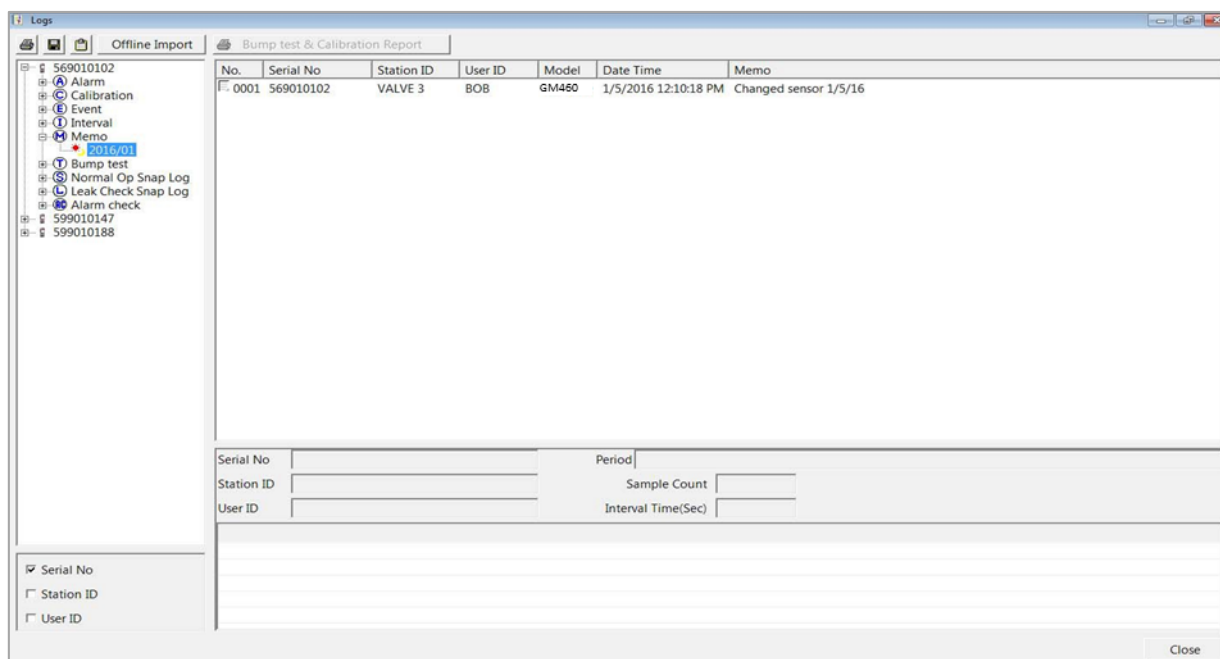 Logs
Offline Import Bump test & Calibration Report
569010102
A Alarm
C Calibration
E Event
I Interval
M Memo
2016/01
T Bump test
S Normal Op Snap Log
L Leak Check Snap Log
AC Alarm check
599010147
599010188
No. Serial No Station ID User ID Model Date Time Memo
0001 569010102 VALVE 3 BOB GM460 1/5/2016 12:10:18 PM Changed sensor 1/5/16
Serial No Period
Station ID Sample Count
User ID Interval Time(Sec)
Serial No
Station ID
User ID
Close